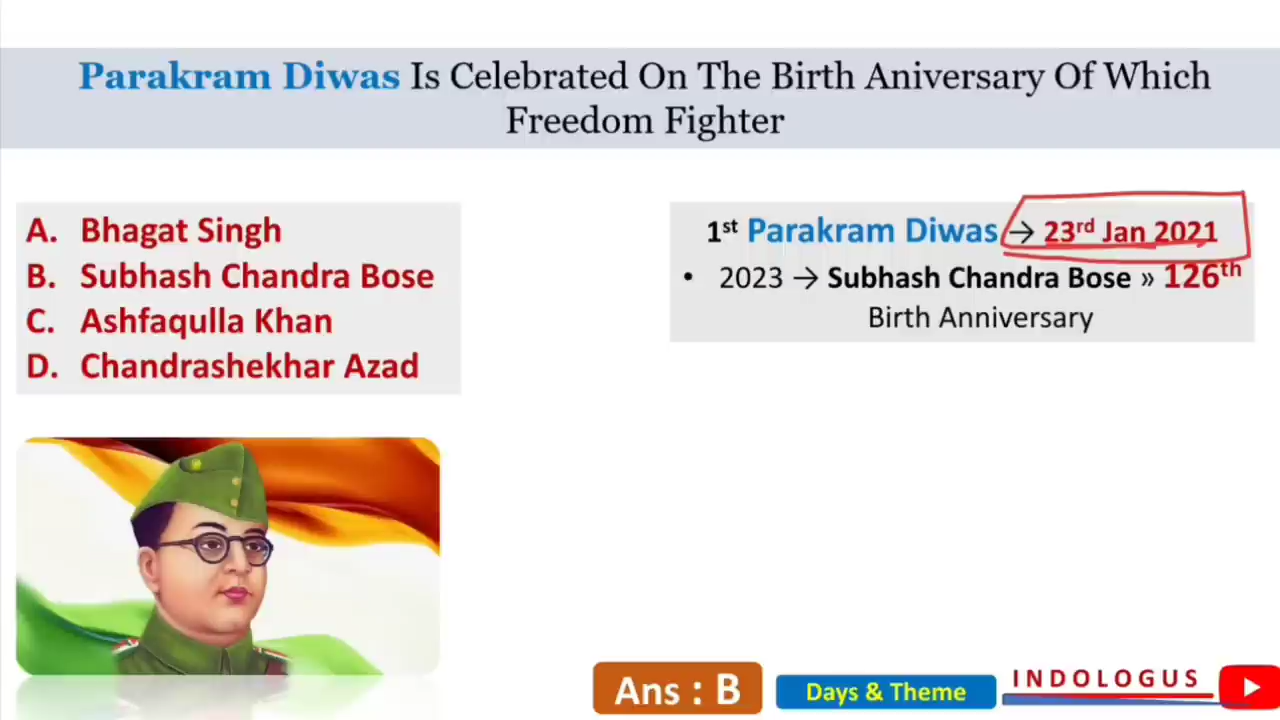 Parakram Diwas Is Celebrated On The Birth Aniversary Of Which
Freedom Fighter
A. Bhagat Singh
B. Subhash Chandra Bose
C. Ashfaqulla Khan
D. Chandrashekhar Azad
1st Parakram Diwas → 23rd Jan 2021
• 2023 → Subhash Chandra Bose » 126th
Birth Anniversary
Ans : B
Days & Theme
INDOLOGUS